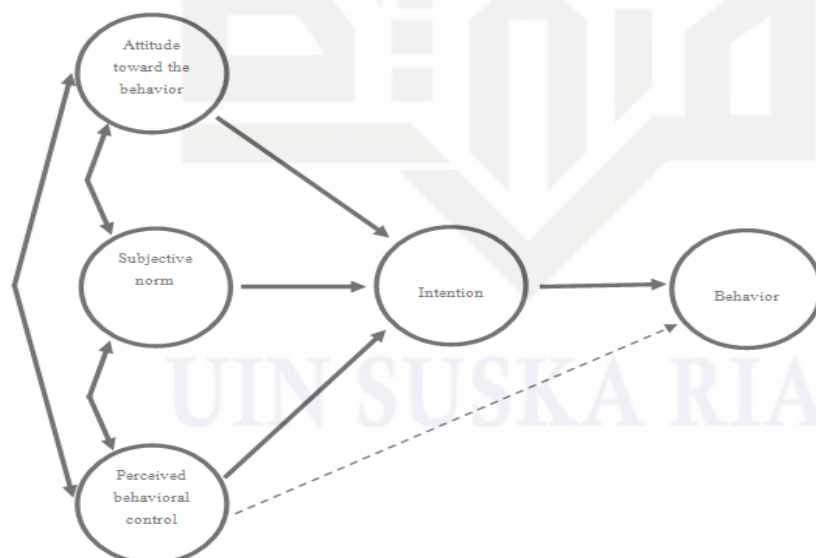 Attitude
toward the
behavior
Subjective
norm
Intention
Behavior
UIN SUSKA RIA
Perceived
behavioral
control